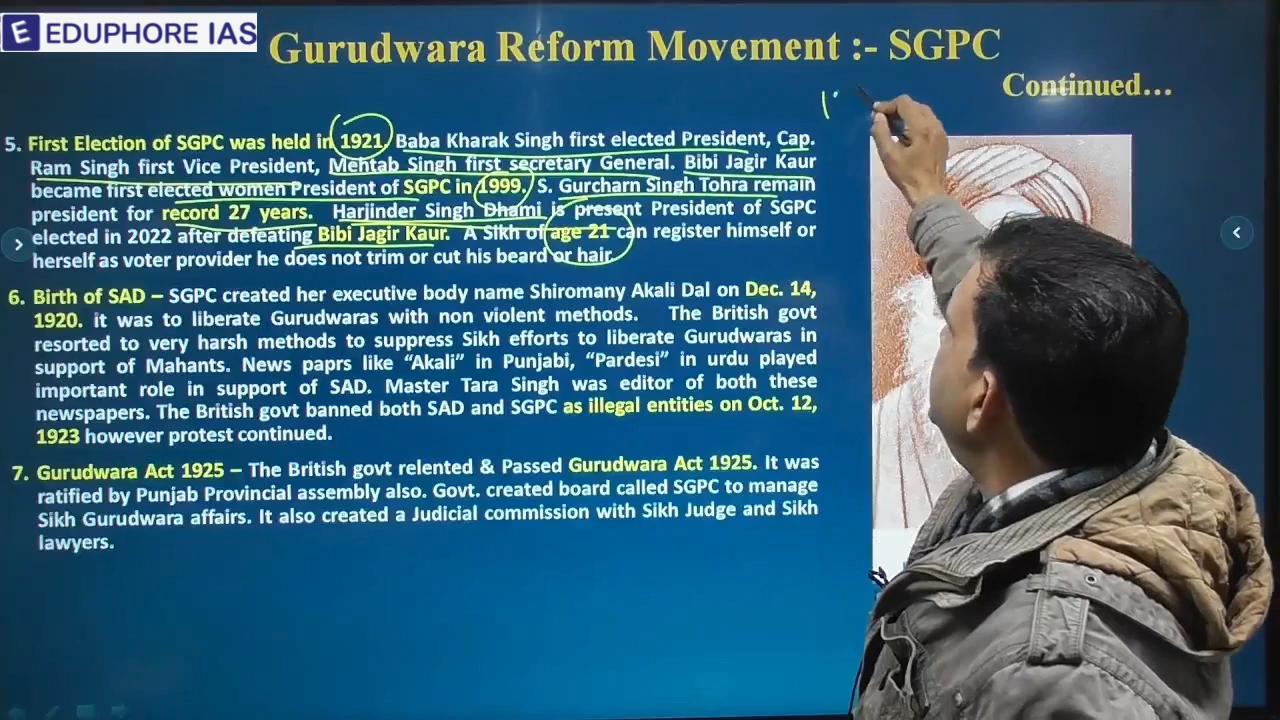 E EDUPHORE IAS
Gurudwara Reform Movement :- SGPC
Continued...
5. First Election of SGPC was held in 1921. Baba Kharak Singh first elected President, Cap.
Ram Singh first Vice President, Mehtab Singh first secretary General. Bibi Jagir Kaur
became first elected women President of SGPC in 1999. S. Gurcharn Singh Tohra remain
president for record 27 years. Harjinder Singh Dhami is present President of SGPC
elected in 2022 after defeating Bibi Jagir Kaur. A Sikh of age 21 can register himself or
herself as voter provider he does not trim or cut his beard or hair.
6. Birth of SAD – SGPC created her executive body name Shiromany Akali Dal on Dec. 14,
1920. it was to liberate Gurudwaras with non violent methods. The British govt
resorted to very harsh methods to suppress Sikh efforts to liberate Gurudwaras in
support of Mahants. News paprs like “Akali” in Punjabi, “Pardesi” in urdu played
important role in support of SAD. Master Tara Singh was editor of both these
newspapers. The British govt banned both SAD and SGPC as illegal entities on Oct. 12,
1923 however protest continued.
7. Gurudwara Act 1925 – The British govt relented & Passed Gurudwara Act 1925. It was
ratified by Punjab Provincial assembly also. Govt. created board called SGPC to manage
Sikh Gurudwara affairs. It also created a Judicial commission with Sikh Judge and Sikh
lawyers.